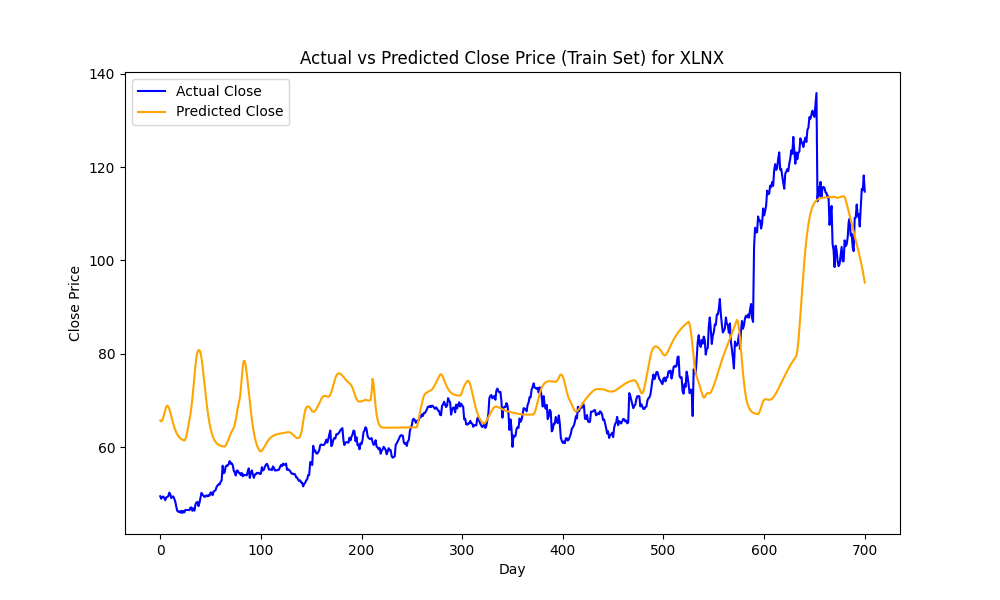 Actual vs Predicted Close Price (Train Set) for XLNX
Actual Close
Predicted Close
140
120
100
80
60
Close Price
0 100 200 300 400 500 600 700
Day